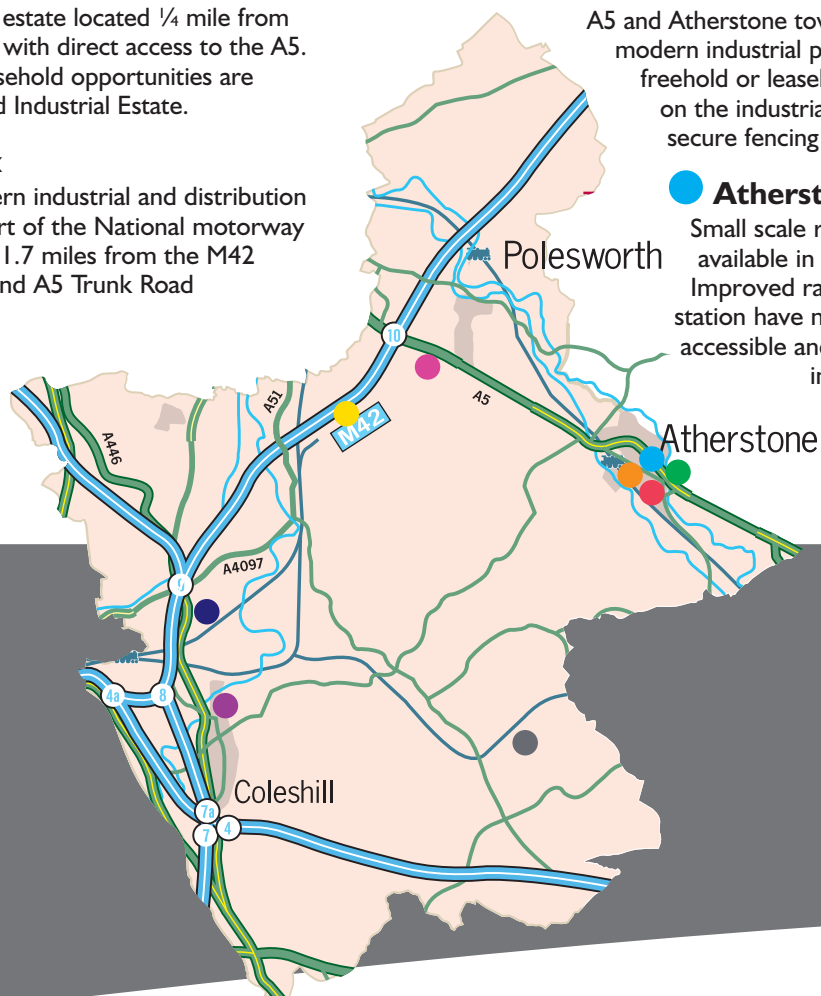 estate located ¼ mile from
with direct access to the A5.
sehold opportunities are
d Industrial Estate.
ern industrial and distribution
rt of the National motorway
1.7 miles from the M42
nd A5 Trunk Road
A5 and Atherstone tow
modern industrial p
freehold or leaseh
on the industria
secure fencing
Atherst
Small scale
available in
Improved ra
station have n
accessible and
in
Polesworth
10
A5
A51
M42
A446
Atherstone
A4097
9
4a
8
Coleshill
7a
7
4